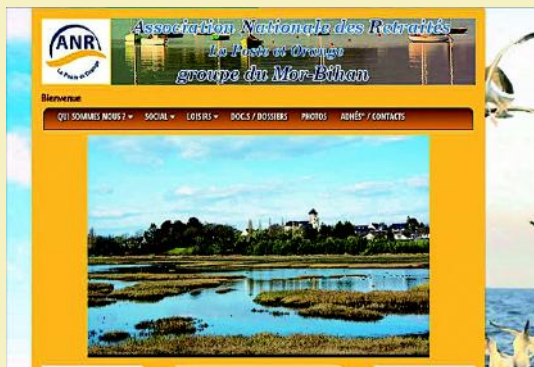 Association Nationale des Retraités
La Poste et Orange
groupe du Mor-Bihan
ANR
La Poste et Orange
Bienvenue
QUI SOMMES NOUS ? SOCIAL LOISIRS DOC.S / DOSSIERS PHOTOS ADHÉS° / CONTACTS